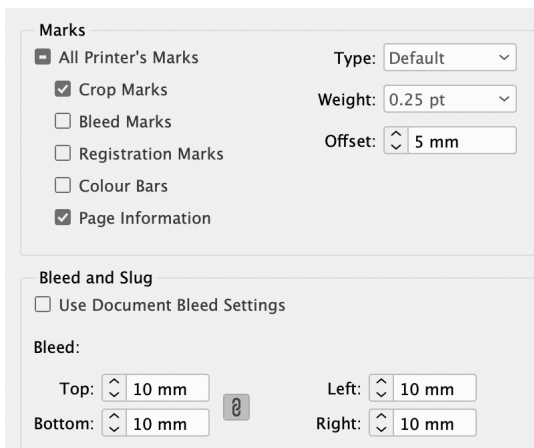 Marks
All Printer's Marks
Type: Default
Crop Marks
Weight: 0.25 pt
Bleed Marks
Offset: 5 mm
Registration Marks
Colour Bars
Page Information
Bleed and Slug
Use Document Bleed Settings
Bleed:
Top: 10 mm
Left: 10 mm
Bottom: 10 mm
Right: 10 mm